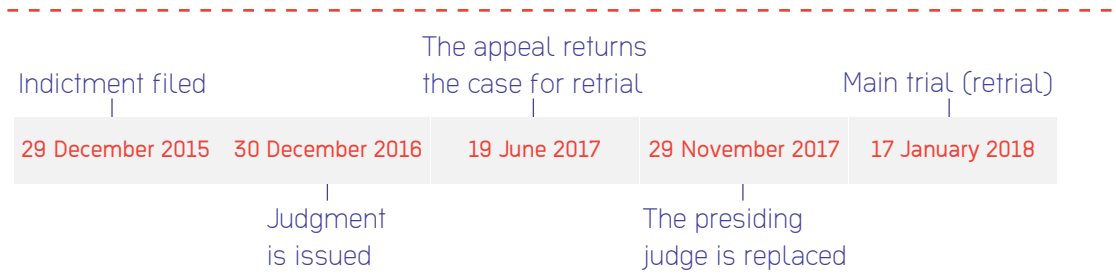 The appeal returns
the case for retrial
Indictment filed
Main trial (retrial)
29 December 2015
30 December 2016
19 June 2017
29 November 2017
17 January 2018
Judgment
is issued
The presiding
judge is replaced